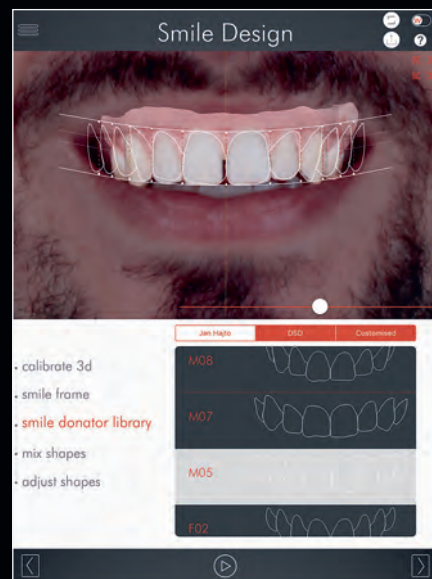 Smile Design
?
Jan Hajto
DSD
Customised
• calibrate 3d
• smile frame
• smile donator library
• mix shapes
• adjust shapes
M08
M07
M05
F02